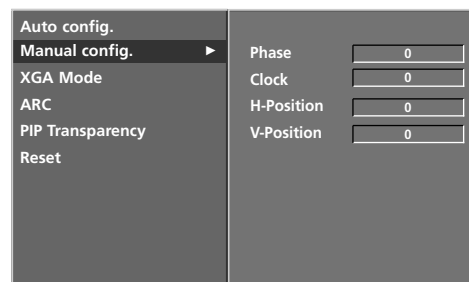 Auto config.
Manual config. ►
XGA Mode
ARC
PIP Transparency
Reset
Phase 0
Clock 0
H-Position 0
V-Position 0